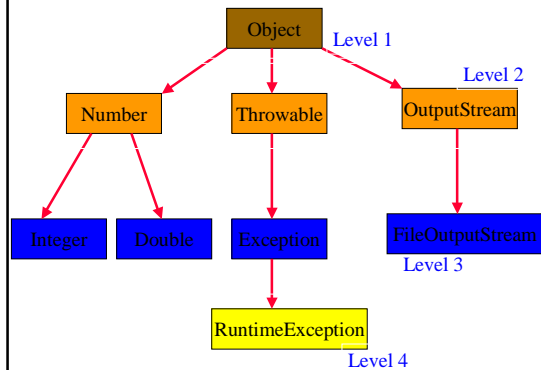 Object
Level 1
Level 2
Number
Throwable
OutputStream
Integer
Double
Exception
FileOutputStream
Level 3
RuntimeException
Level 4